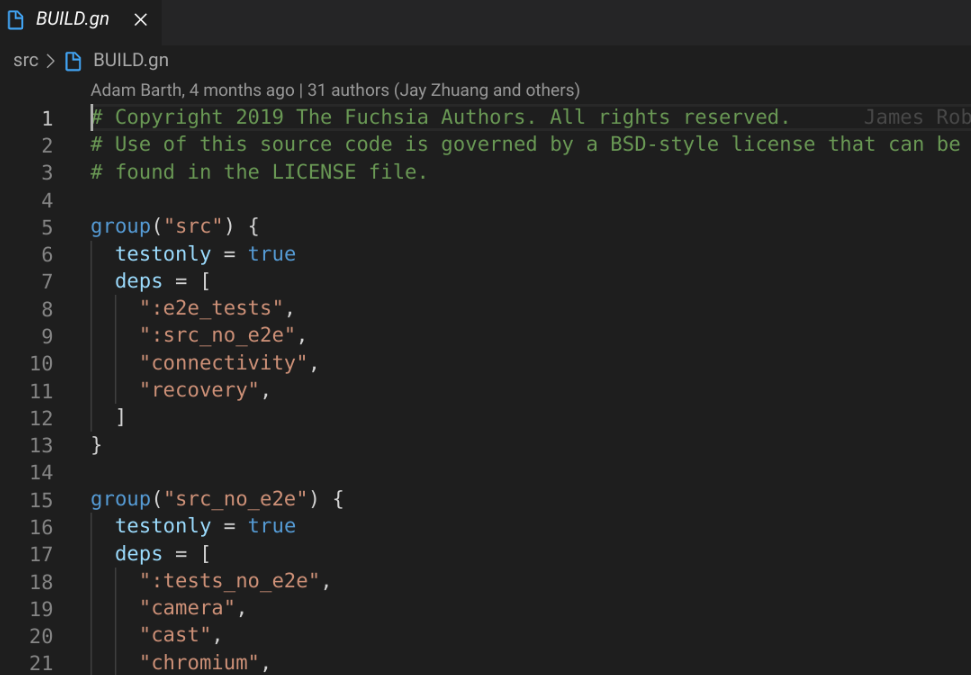 BUILD.gn
src > BUILD.gn
Adam Barth, 4 months ago | 31 authors (Jay Zhuang and others)
1 # Copyright 2019 The Fuchsia Authors. All rights reserved. James Rob
2 # Use of this source code is governed by a BSD-style license that can be
3 # found in the LICENSE file.
4
5 group("src") {
6   testonly = true
7   deps = [
8     ":e2e_tests",
9     ":src_no_e2e",
10     "connectivity",
11     "recovery",
12   ]
13 }
14
15 group("src_no_e2e") {
16   testonly = true
17   deps = [
18     ":tests_no_e2e",
19     "camera",
20     "cast",
21     "chromium",